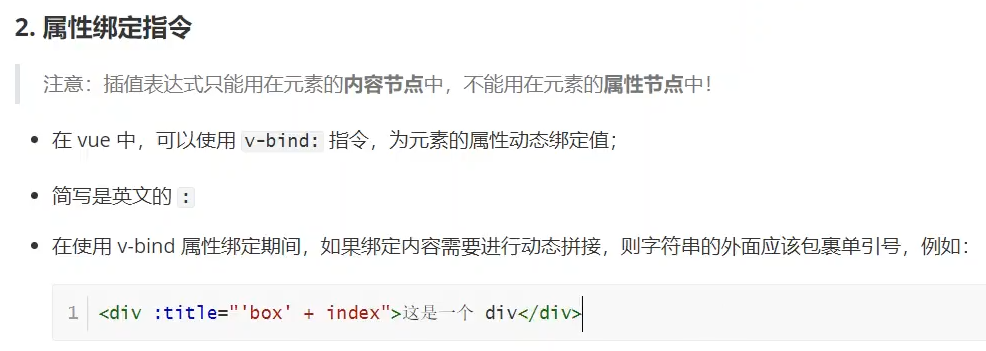 2. 属性绑定指令
注意：插值表达式只能用在元素的内容节点中，不能用在元素的属性节点中！
在 vue 中，可以使用 v-bind: 指令，为元素的属性动态绑定值；
简写是英文的 :
在使用 v-bind 属性绑定期间，如果绑定内容需要进行动态拼接，则字符串的外面应该包裹单引号，例如：
1 <div :title="'box' + index">这是一个 div</div>